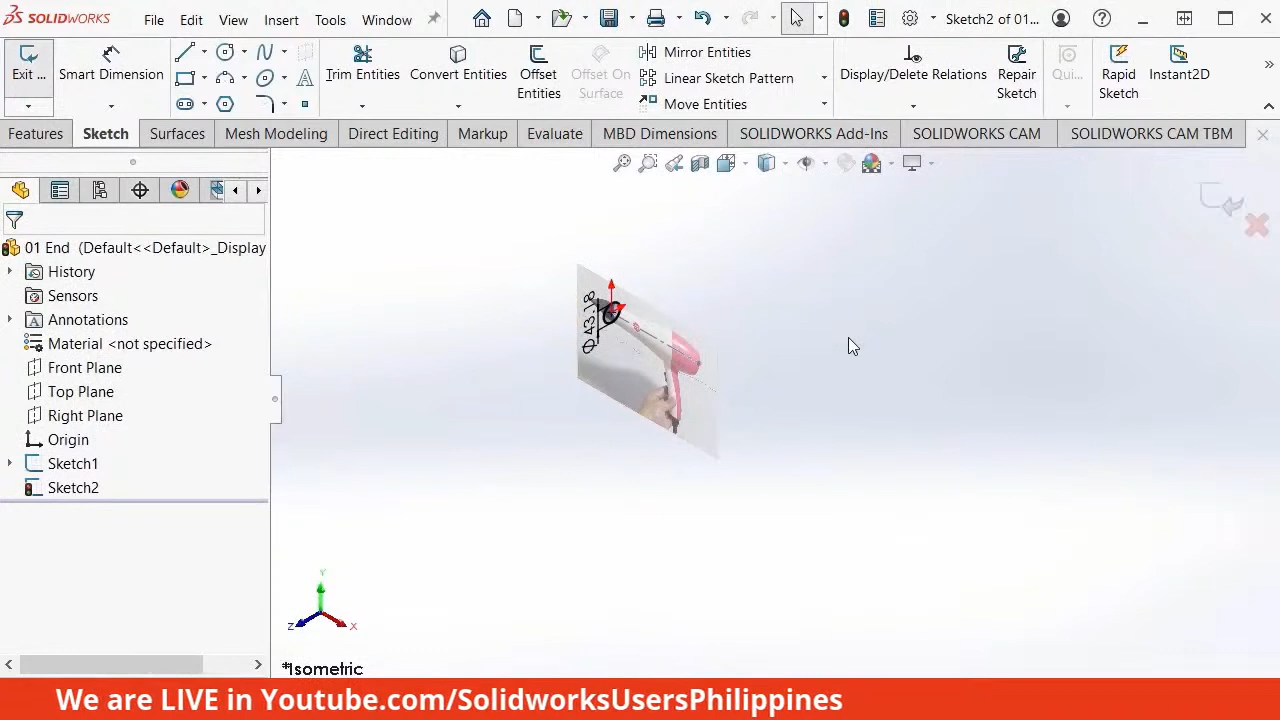 SOLIDWORKS File Edit View Insert Tools Window Sketch2 of 01...
Exit ... Smart Dimension Trim Entities Convert Entities Offset Entities Offset On Surface Mirror Entities Display/Delete Relations Repair Sketch Qui... Rapid Sketch Instant2D
Linear Sketch Pattern
Move Entities
Features Sketch Surfaces Mesh Modeling Direct Editing Markup Evaluate MBD Dimensions SOLIDWORKS Add-Ins SOLIDWORKS CAM SOLIDWORKS CAM TBM
01 End (Default<<Default>_Display
History
Sensors
Annotations
Material <not specified>
Front Plane
Top Plane
Right Plane
Origin
Sketch1
Sketch2
Ø43.18
Y
Z X
*Isometric
We are LIVE in Youtube.com/SolidworksUsersPhilippines